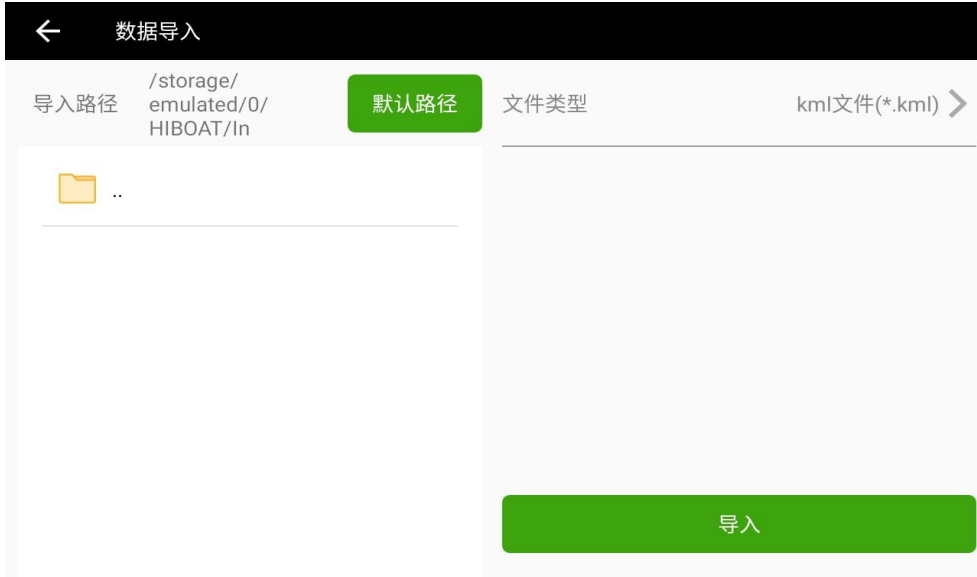 数据导入
导入路径
/storage/
emulated/0/
HIBOAT/In
默认路径
文件类型
kml文件(*.kml)
..
导入